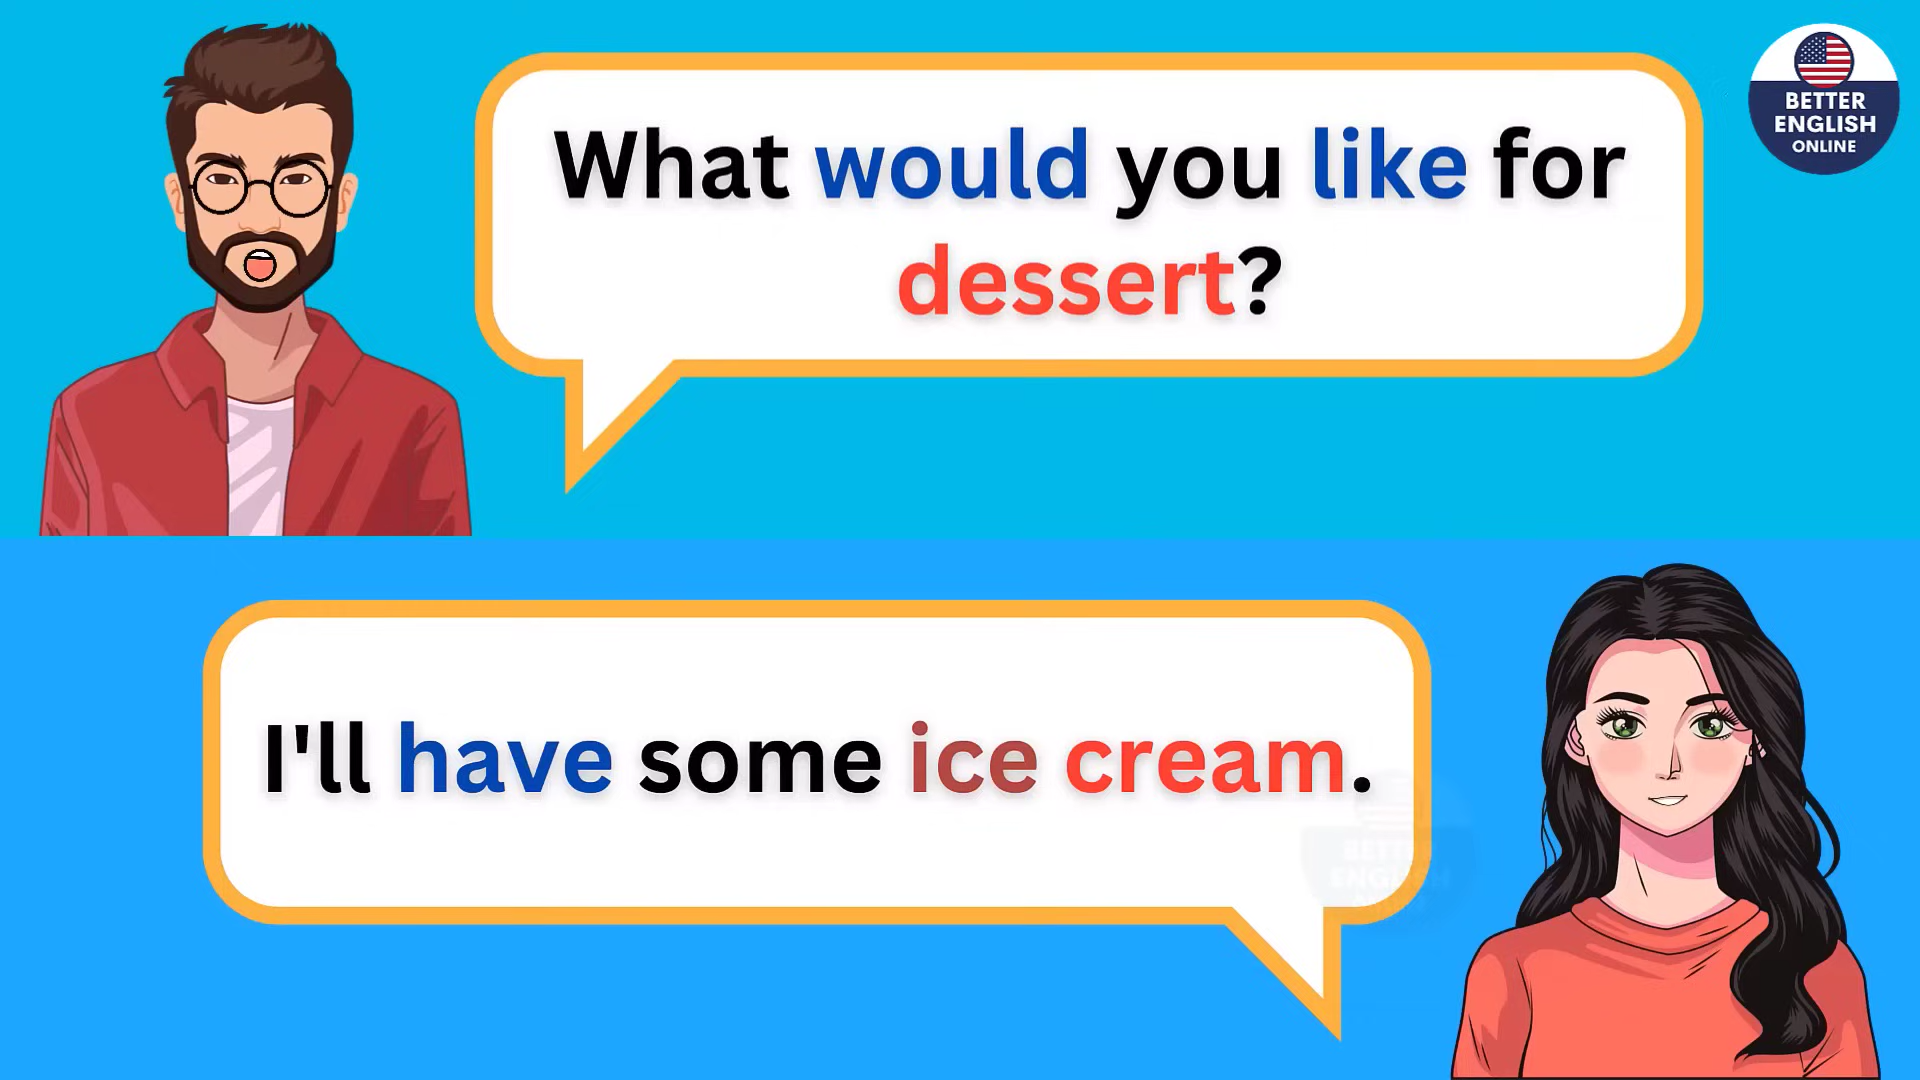 BETTER
ENGLISH
ONLINE
What would you like for
dessert?
I'll have some ice cream.